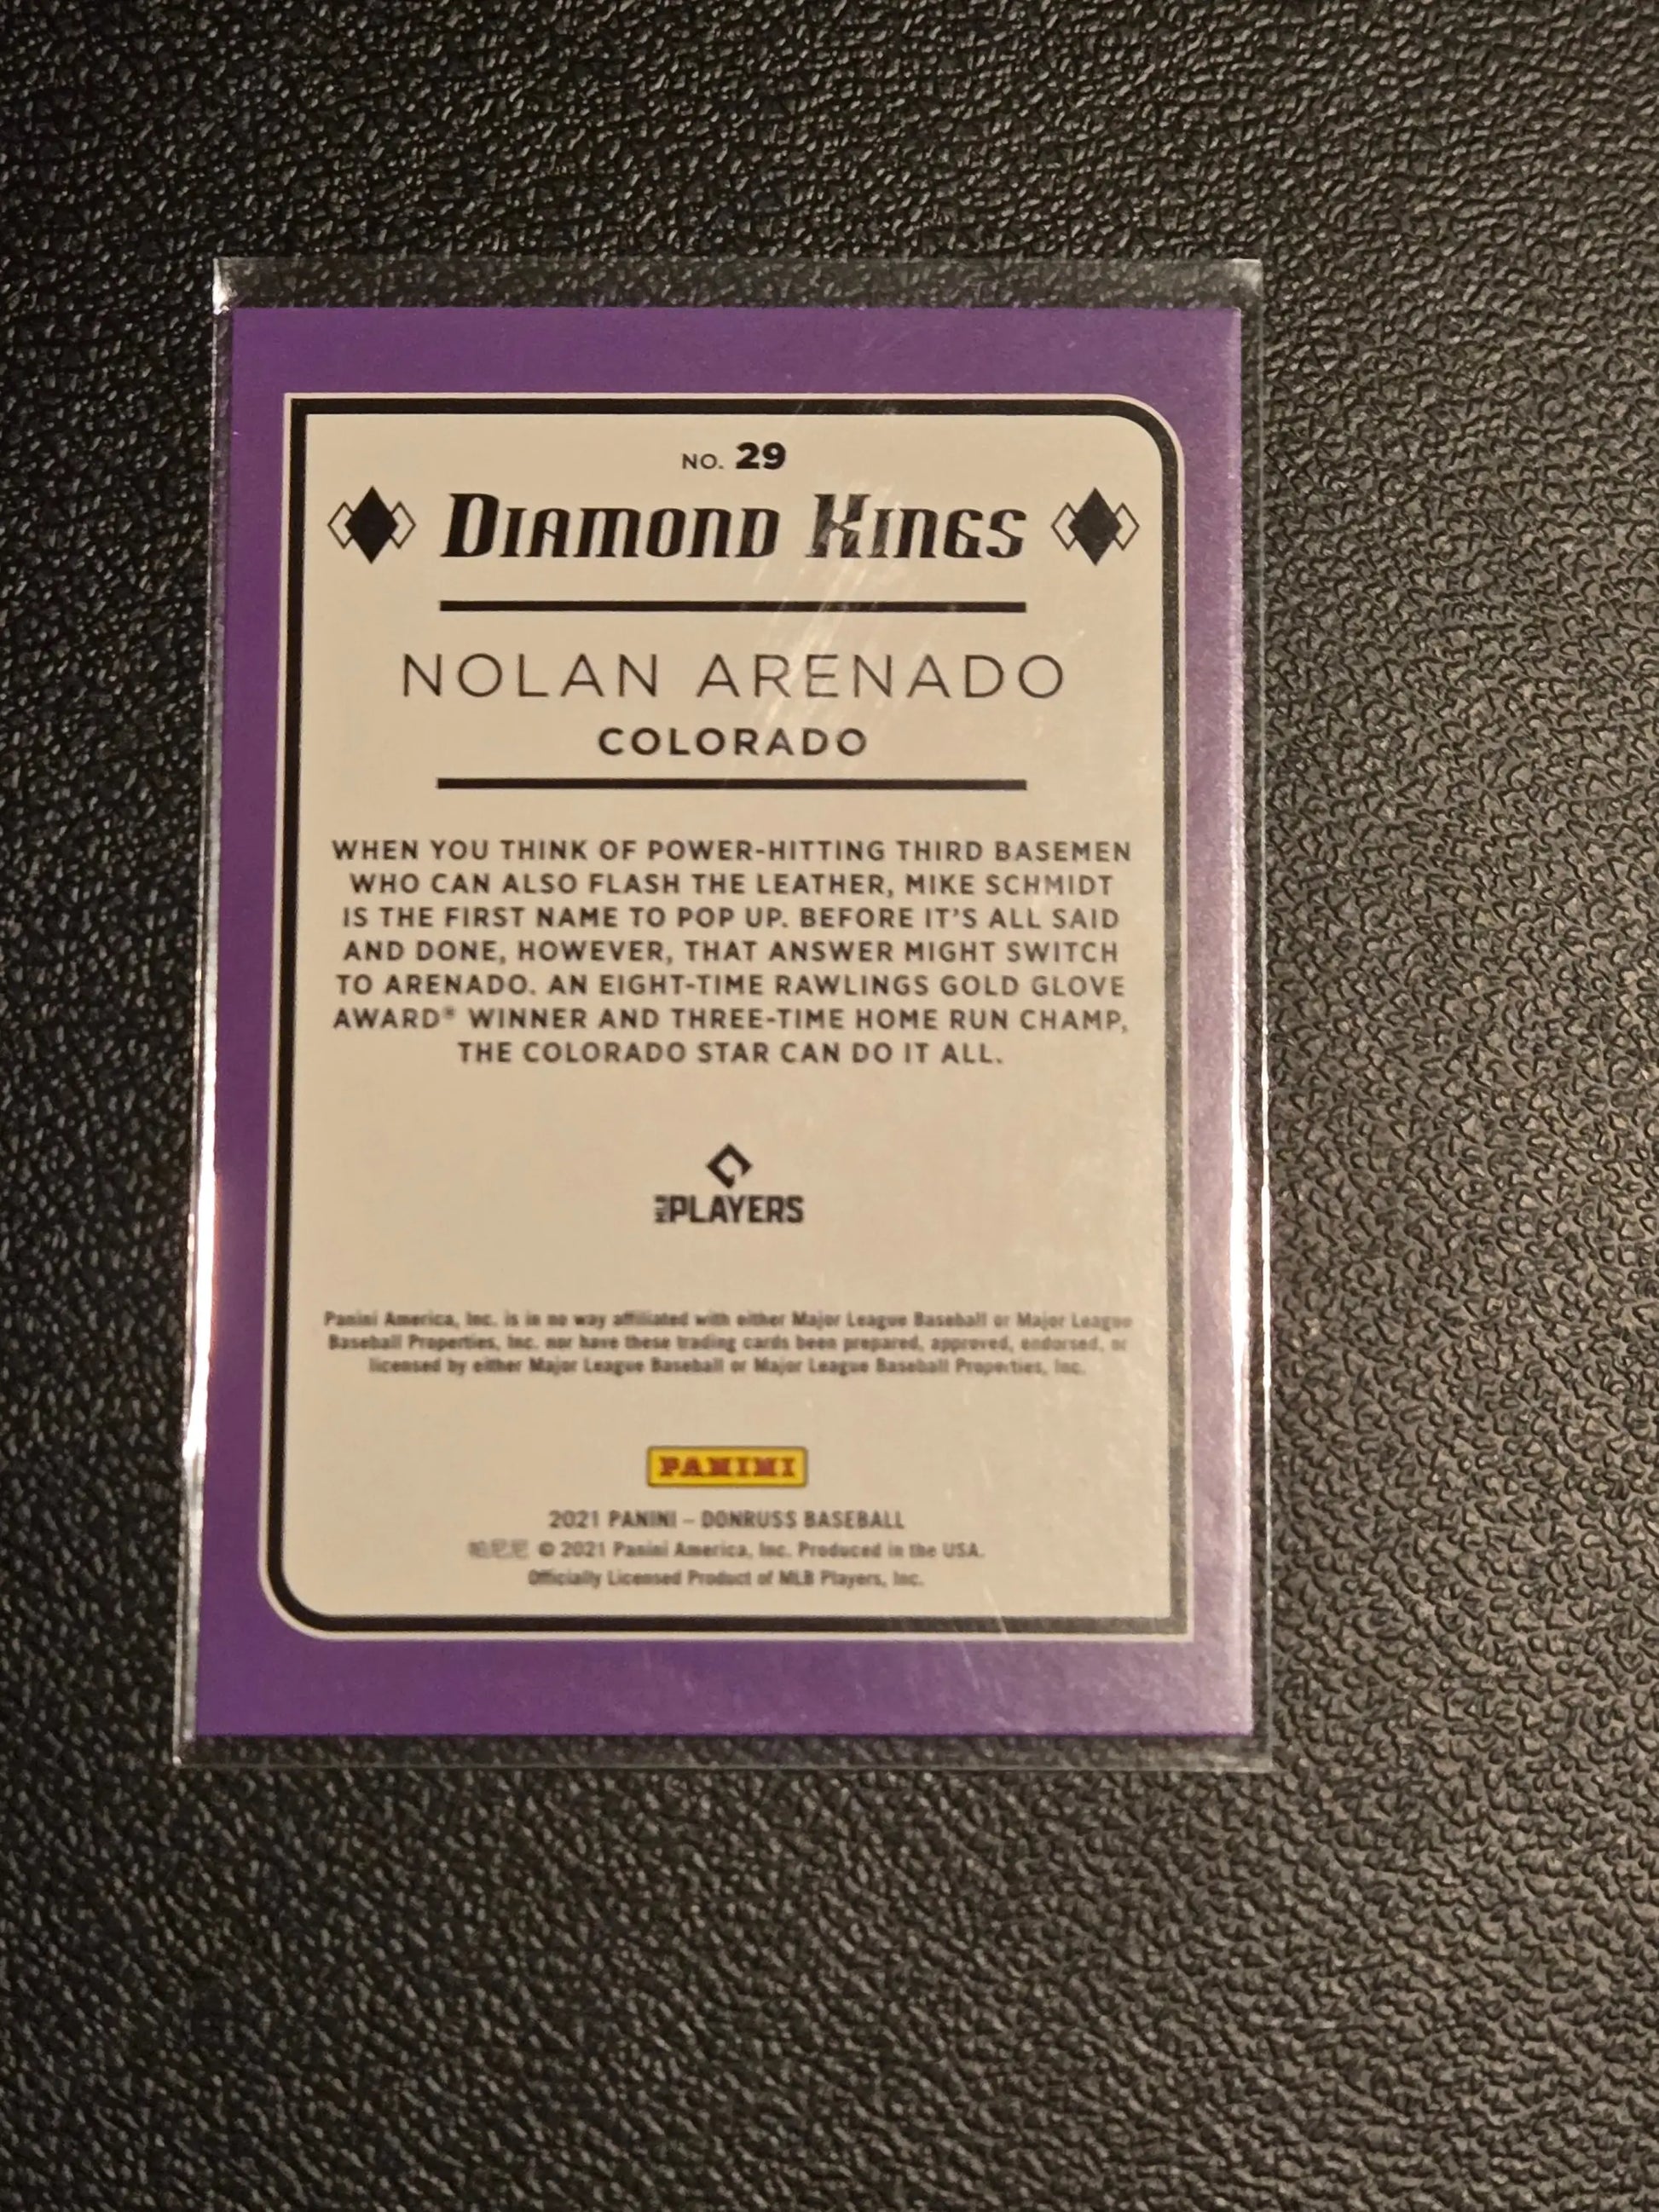 NO. 29
DIAMOND KINGS
NOLAN ARENADO
COLORADO
WHEN YOU THINK OF POWER-HITTING THIRD BASEMEN
WHO CAN ALSO FLASH THE LEATHER, MIKE SCHMIDT
IS THE FIRST NAME TO POP UP. BEFORE IT'S ALL SAID
AND DONE, HOWEVER, THAT ANSWER MIGHT SWITCH
TO ARENADO. AN EIGHT-TIME RAWLINGS GOLD GLOVE
AWARD® WINNER AND THREE-TIME HOME RUN CHAMP,
THE COLORADO STAR CAN DO IT ALL.
MLB PLAYERS
Panini America, Inc. is in no way affiliated with either Major League Baseball or Major League
Baseball Properties, Inc. nor have these trading cards been prepared, approved, endorsed, or
licensed by either Major League Baseball or Major League Baseball Properties, Inc.
PANINI
2021 PANINI – DONRUSS BASEBALL
帕尼尼 © 2021 Panini America, Inc. Produced in the USA.
Officially Licensed Product of MLB Players, Inc.